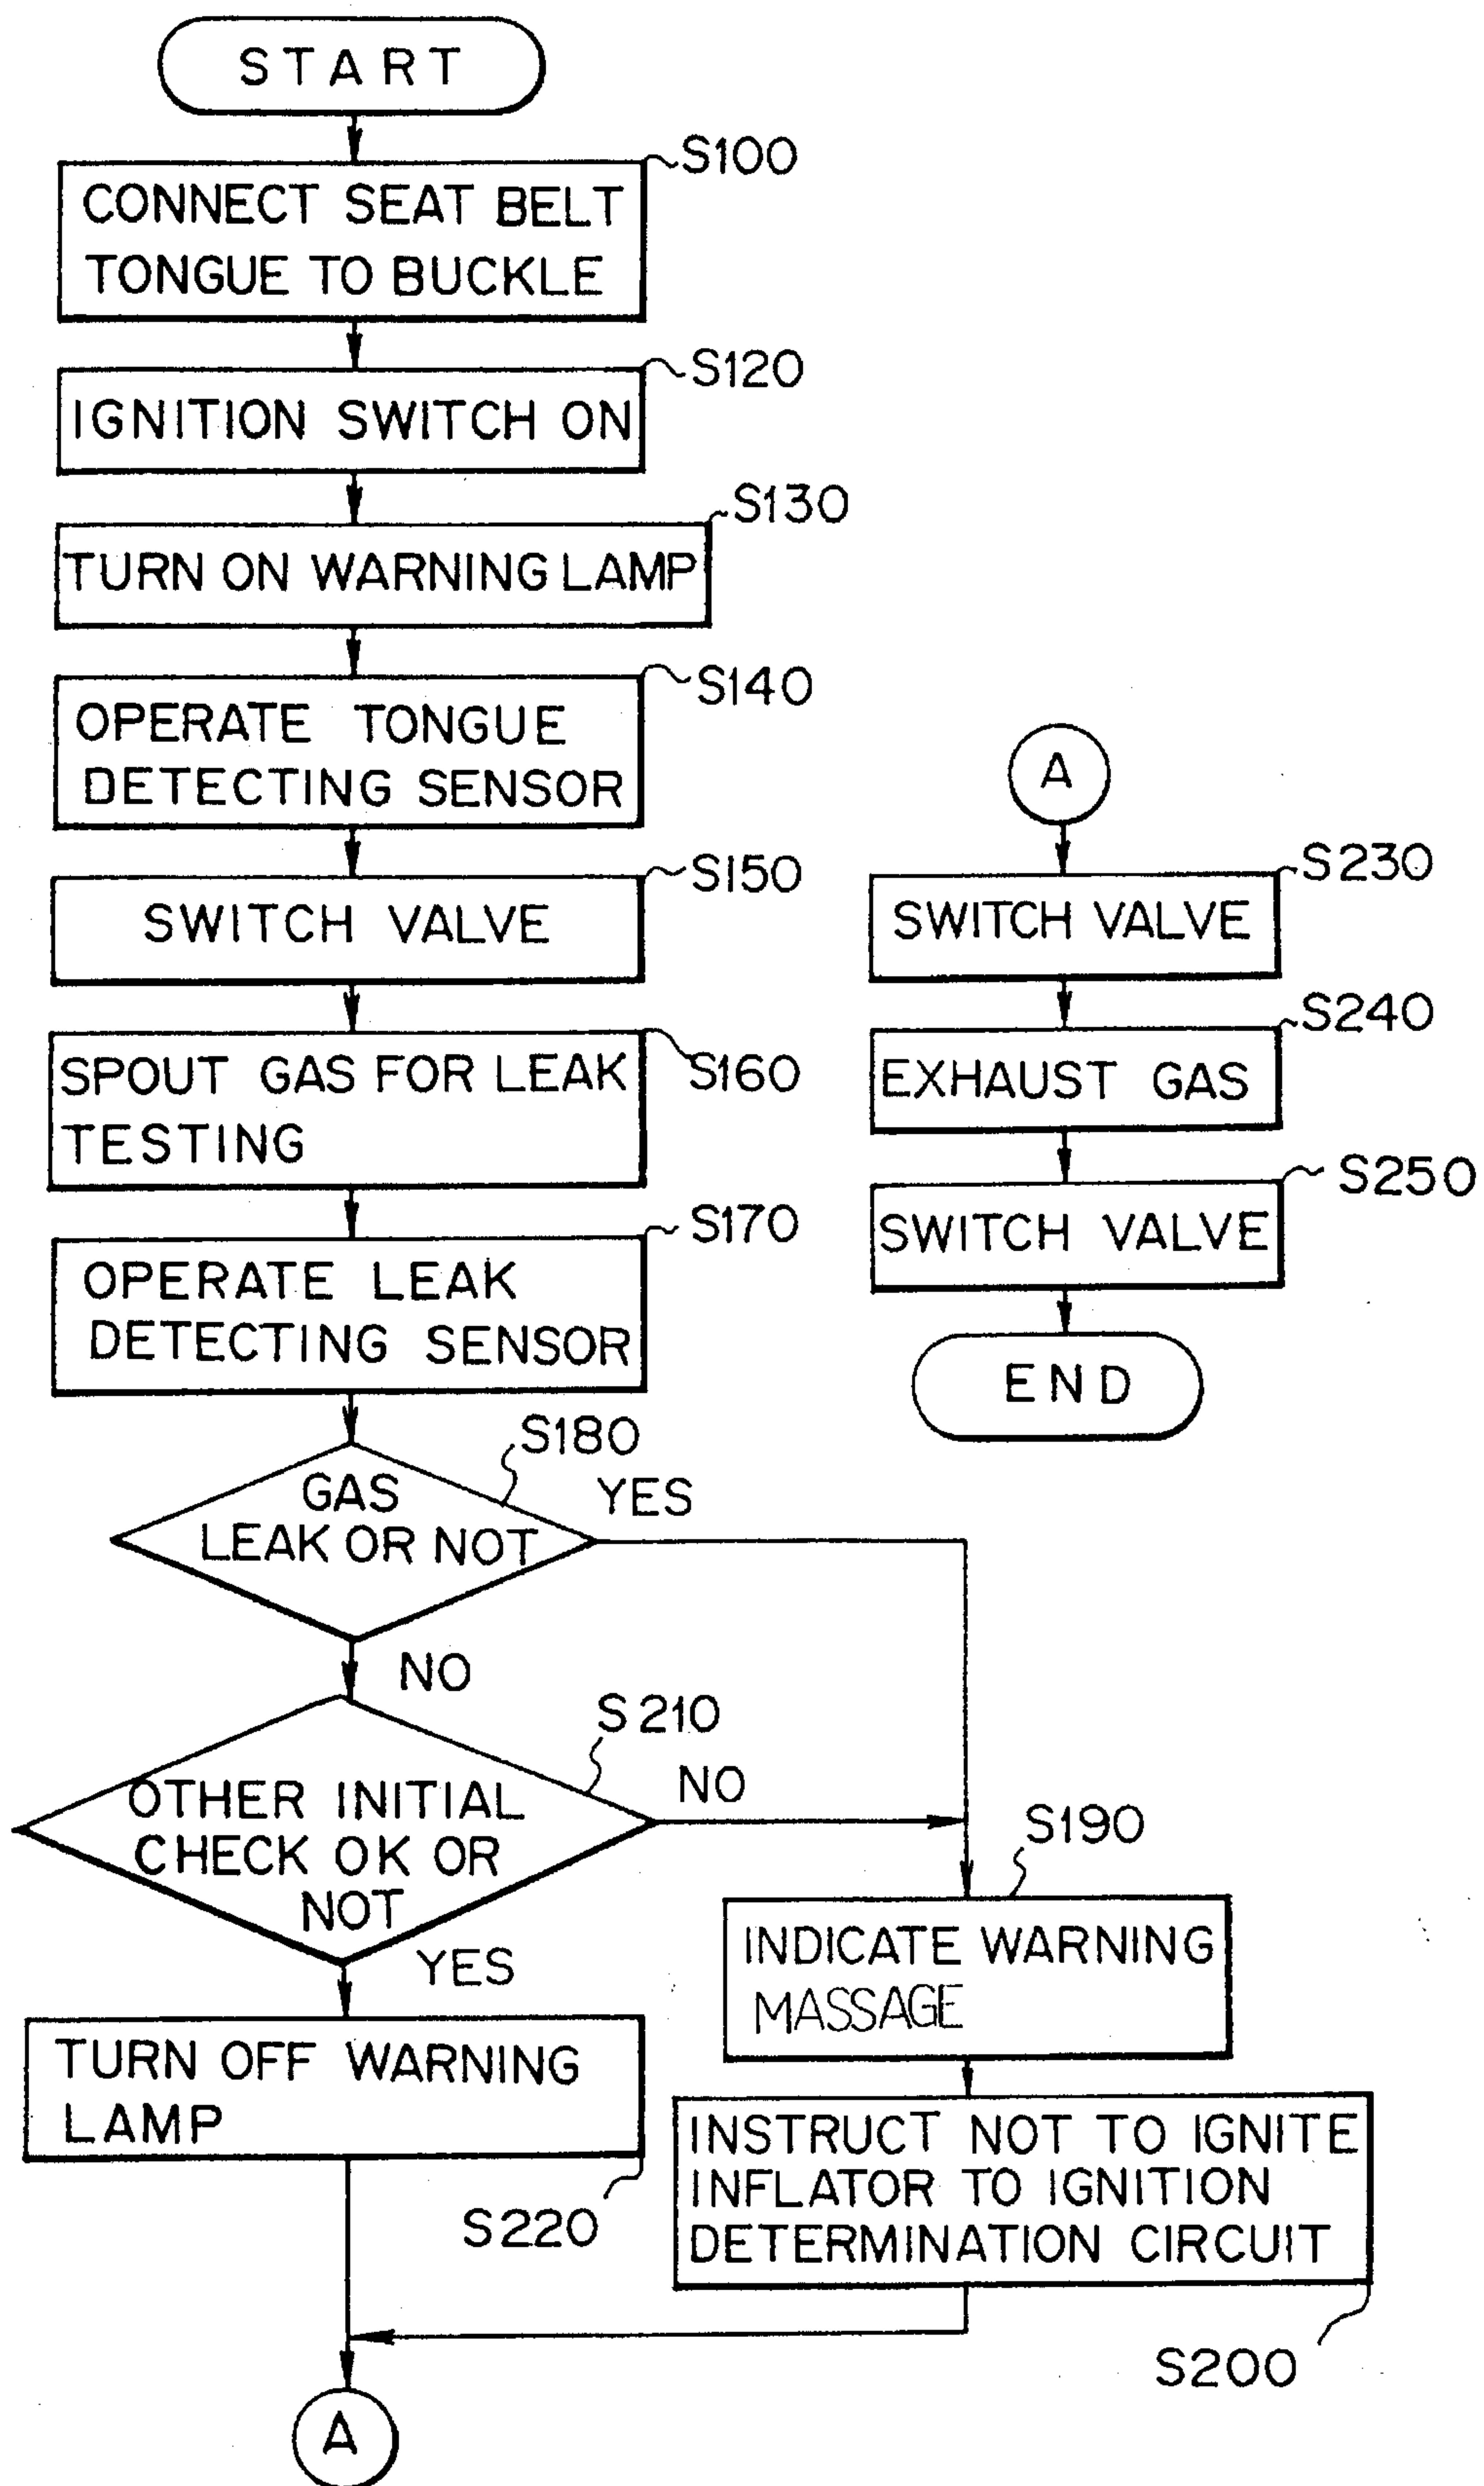 START
S100
CONNECT SEAT BELT
TONGUE TO BUCKLE
S120
IGNITION SWITCH ON
S130
TURN ON WARNING LAMP
S140
OPERATE TONGUE
DETECTING SENSOR
S150
SWITCH VALVE
S160
SPOUT GAS FOR LEAK
TESTING
S170
OPERATE LEAK
DETECTING SENSOR
S180
GAS
LEAK OR NOT
YES
NO
S210
OTHER INITIAL
CHECK OK OR
NOT
NO
YES
S190
INDICATE WARNING
MASSAGE
TURN OFF WARNING
LAMP
S220
INSTRUCT NOT TO IGNITE
INFLATOR TO IGNITION
DETERMINATION CIRCUIT
S200
A
A
S230
SWITCH VALVE
S240
EXHAUST GAS
S250
SWITCH VALVE
END